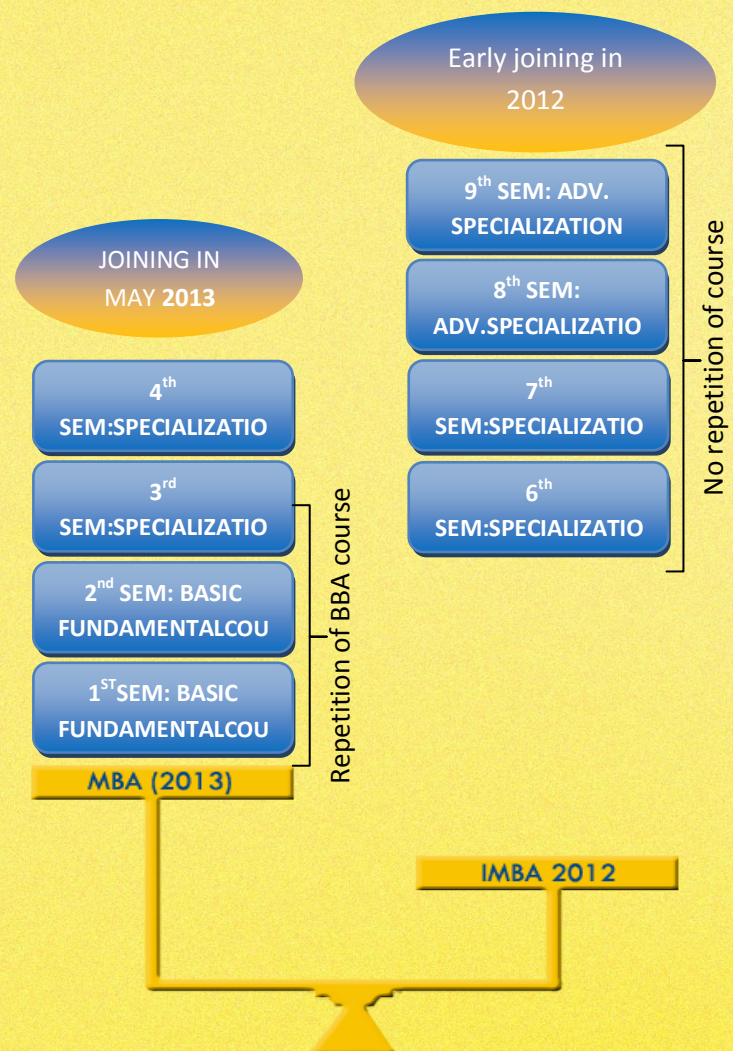 Early joining in
2012
9th SEM: ADV.
SPECIALIZATION
8th SEM:
ADV.SPECIALIZATIO
7th
SEM:SPECIALIZATIO
6th
SEM:SPECIALIZATIO
No repetition of course
JOINING IN
MAY 2013
4th
SEM:SPECIALIZATIO
3rd
SEM:SPECIALIZATIO
2nd SEM: BASIC
FUNDAMENTALCOU
1ST SEM: BASIC
FUNDAMENTALCOU
Repetition of BBA course
MBA (2013)
IMBA 2012